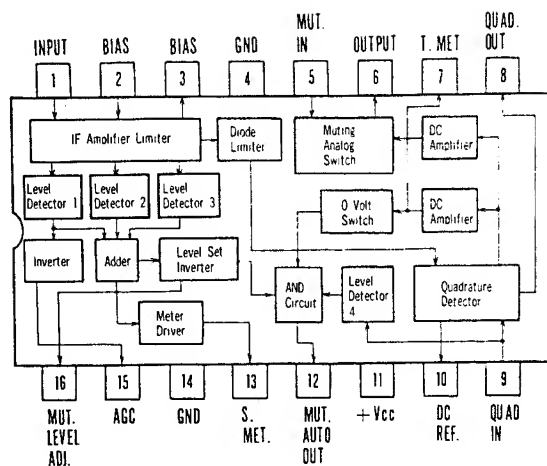 INPUT
BIAS
BIAS
GND
MUT.
IN
OUTPUT
T. MET
QUAD.
OUT
1
2
3
4
5
6
7
8
IF Amplifier Limiter
Diode
Limiter
Muting
Analog
Switch
DC
Amplifier
Level
Detector 1
Level
Detector 2
Level
Detector 3
O Volt
Switch
DC
Amplifier
Inverter
Adder
Level Set
Inverter
AND
Circuit
Level
Detector
4
Quadrature
Detector
Meter
Driver
16
15
14
13
12
11
10
9
MUT.
LEVEL
ADJ.
AGC
GND
S.
MET.
MUT.
AUTO
OUT
+Vcc
DC
REF.
QUAD
IN